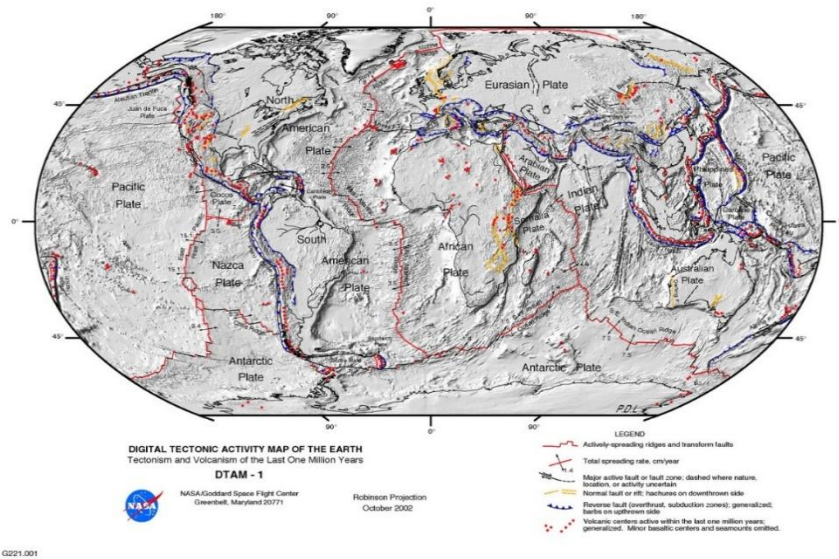 180° 90° 0° 90° 180°
45° 45°
Aleutian Trench
Juan de Fuca
Plate
North
American
Plate
Eurasian Plate
Arabian
Plate
Indian
Plate
Philippine
Plate
Pacific
Plate
Pacific
Plate
Cocos
Plate
Caribbean
Plate
0°
Somalia
Plate
Nazca
Plate
South
American
Plate
African
Plate
Australian
Plate
45° 45°
S.E. Indian Ocean Ridge
Antarctic
Plate
Antarctic Plate
P.D.L.
90° 0° 90°
DIGITAL TECTONIC ACTIVITY MAP OF THE EARTH
Tectonism and Volcanism of the Last One Million Years
DTAM - 1
NASA
NASA/Goddard Space Flight Center
Greenbelt, Maryland 20771
Robinson Projection
October 2002
LEGEND
Actively-spreading ridges and transform faults
Total spreading rate, cm/year
Major active fault or fault zone; dashed where nature,
location, or activity uncertain
Normal fault or rift; hachures on downthrown side
Reverse fault (overthrust, subduction zones); generalized;
barbs on upthrown side
Volcanic centers active within the last one million years;
generalized. Minor basaltic centers and seamounts omitted.
G221.001